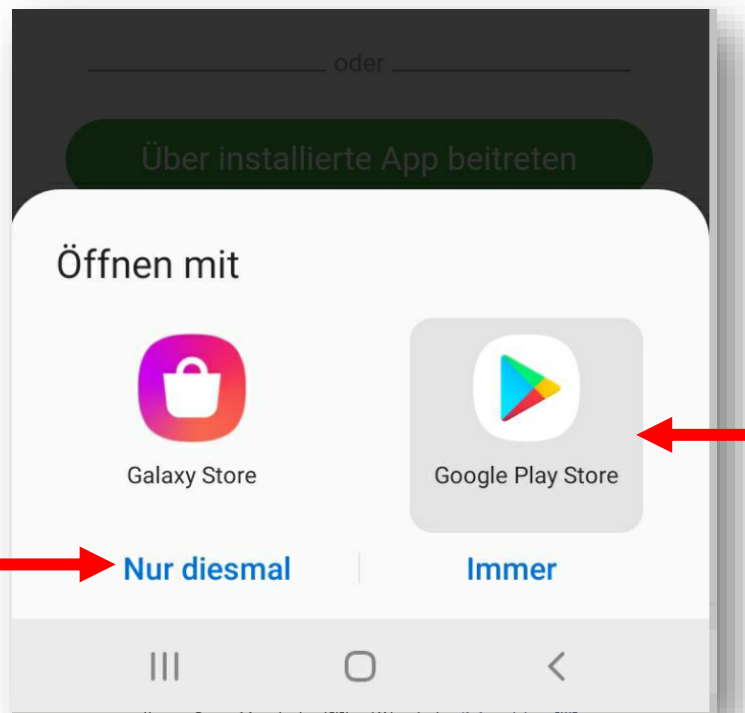 oder
Über installierte App beitreten
Öffnen mit
Galaxy Store
Google Play Store
Nur diesmal
Immer